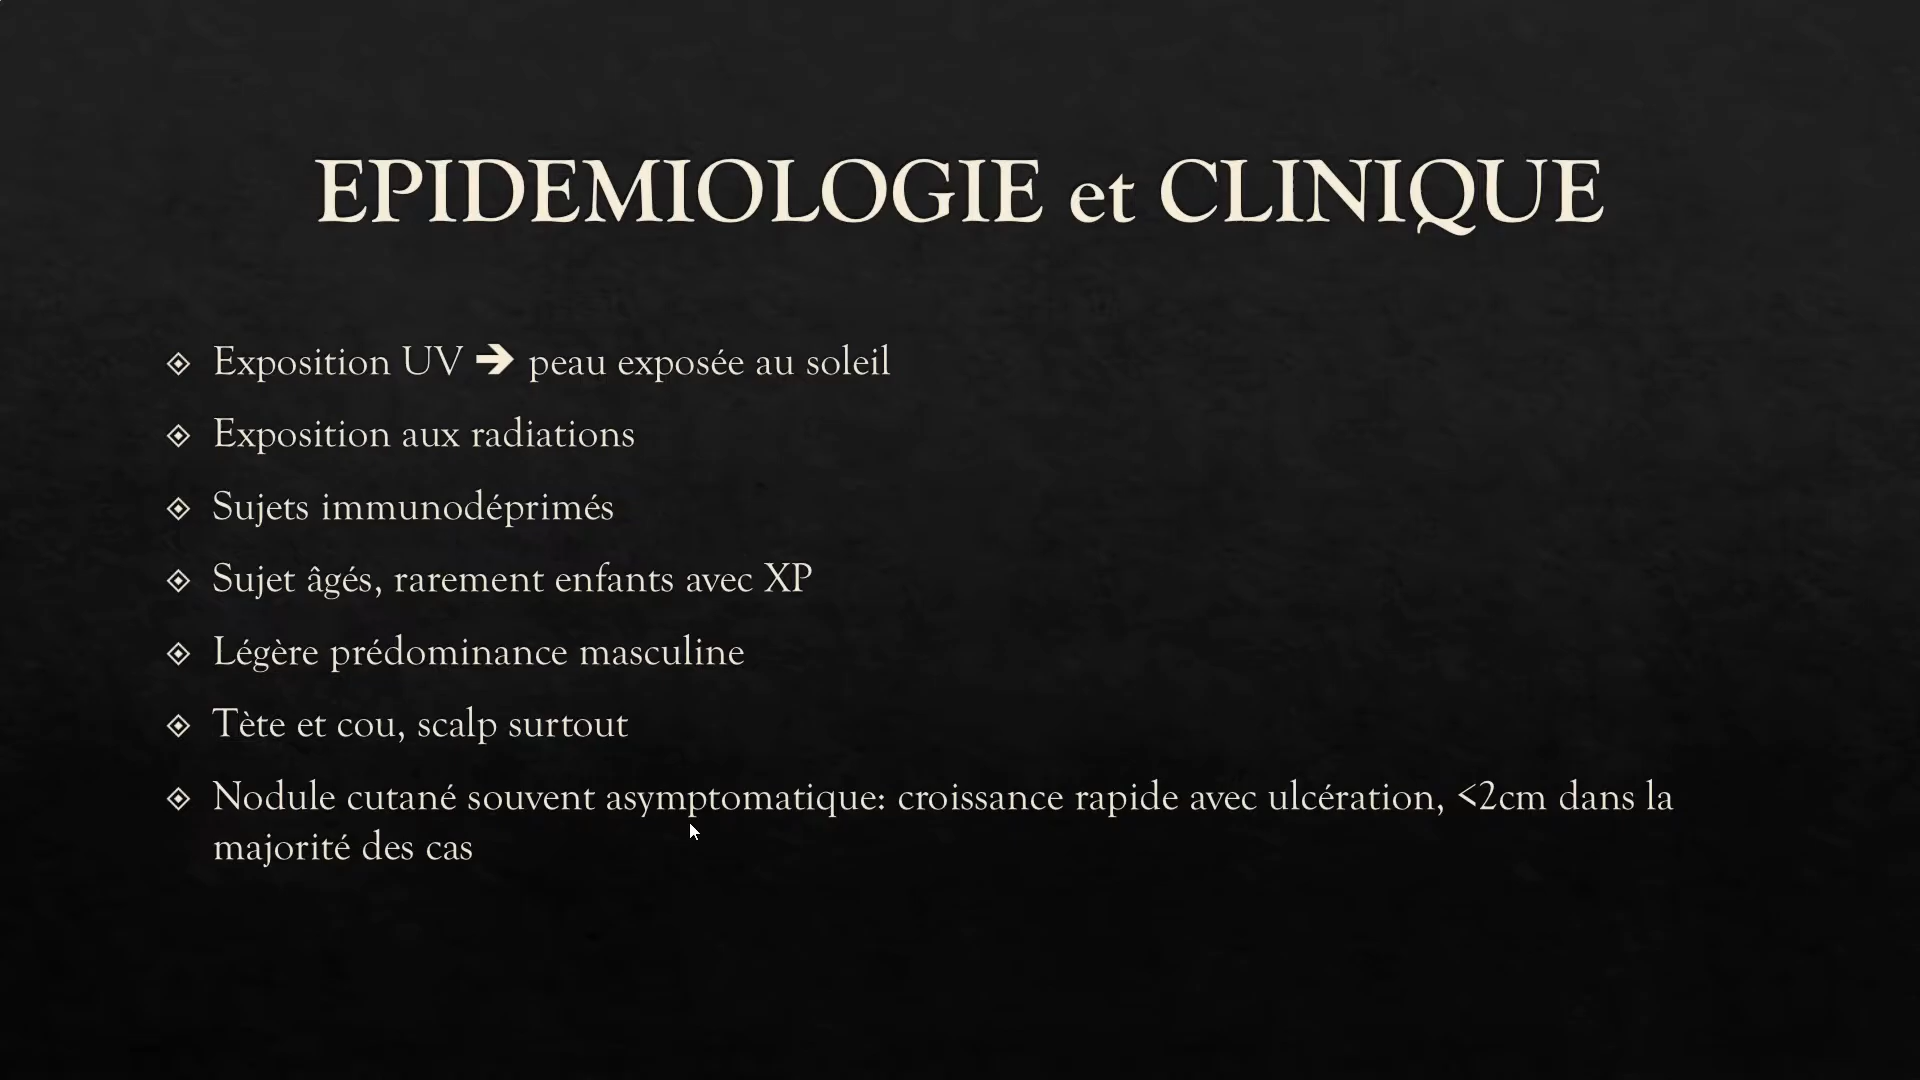 EPIDEMIOLOGIE et CLINIQUE
Exposition UV ➔ peau exposée au soleil
Exposition aux radiations
Sujets immunodéprimés
Sujet âgés, rarement enfants avec XP
Légère prédominance masculine
Tète et cou, scalp surtout
Nodule cutané souvent asymptomatique: croissance rapide avec ulcération, <2cm dans la
majorité des cas